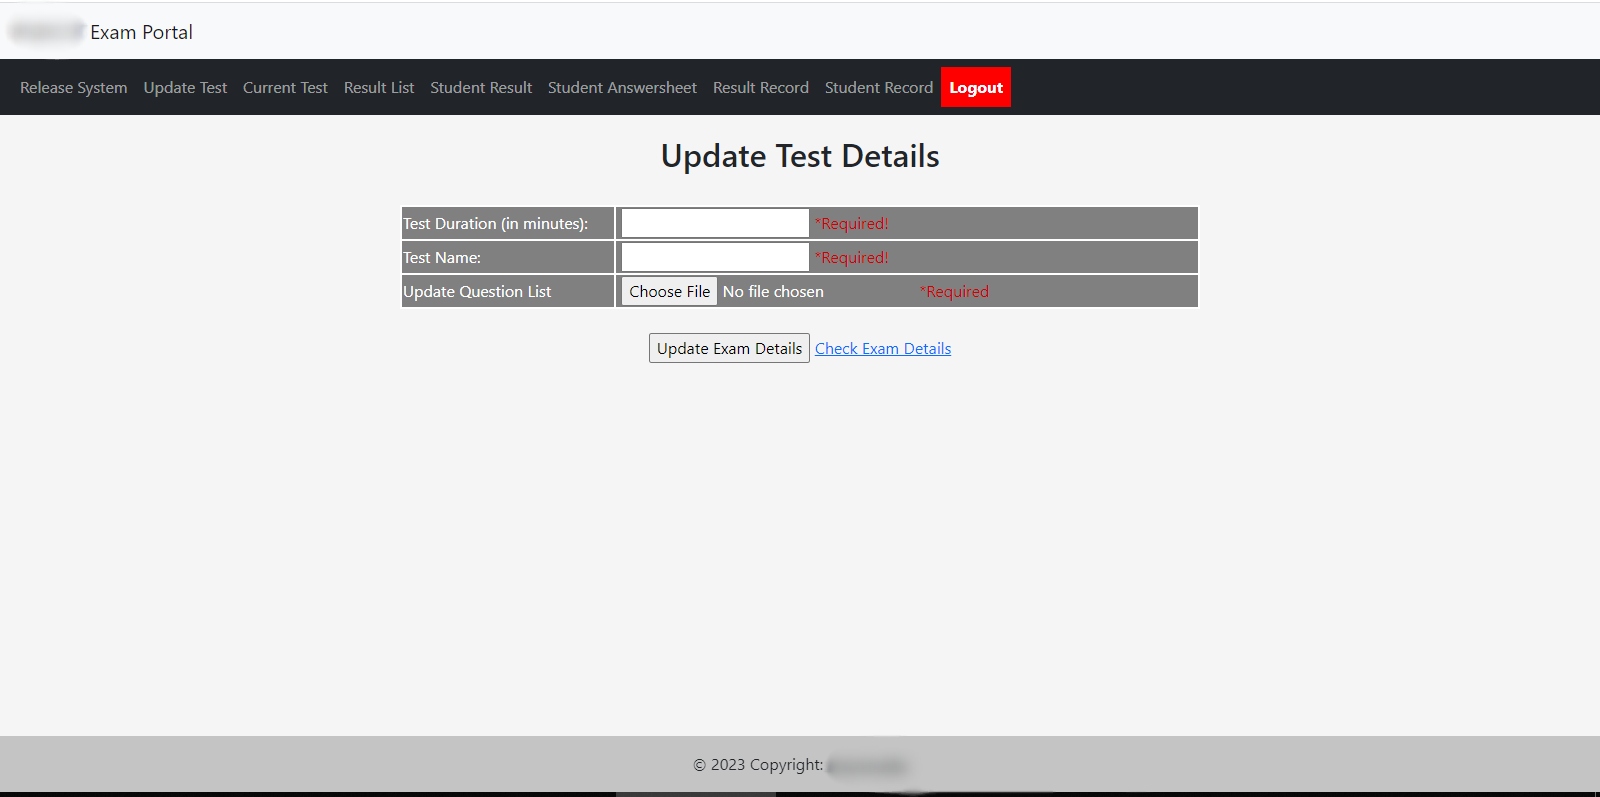 Exam Portal
Release System Update Test Current Test Result List Student Result Student Answersheet Result Record Student Record Logout
Update Test Details
Test Duration (in minutes): *Required!
Test Name: *Required!
Update Question List Choose File No file chosen *Required
Update Exam Details Check Exam Details
© 2023 Copyright: